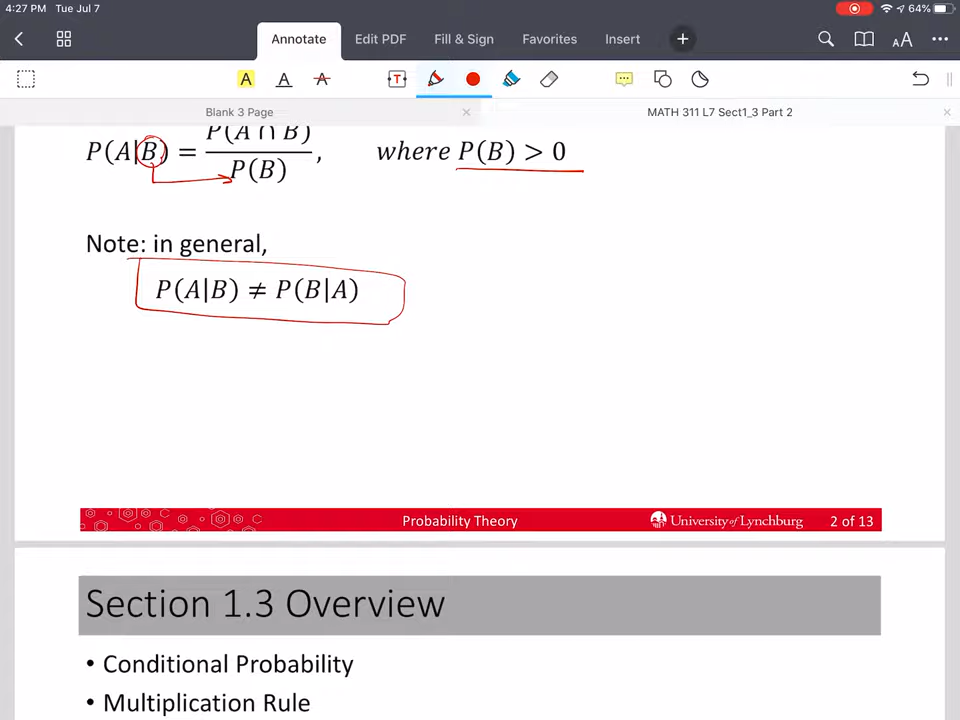 4:27 PM Tue Jul 7 64%
Annotate Edit PDF Fill & Sign Favorites Insert AA
A A A T
Blank 3 Page MATH 311 L7 Sect1_3 Part 2
P(A|B) = P(A ∩ B) / P(B), where P(B) > 0
Note: in general,
P(A|B) ≠ P(B|A)
Probability Theory University of Lynchburg 2 of 13
Section 1.3 Overview
• Conditional Probability
• Multiplication Rule